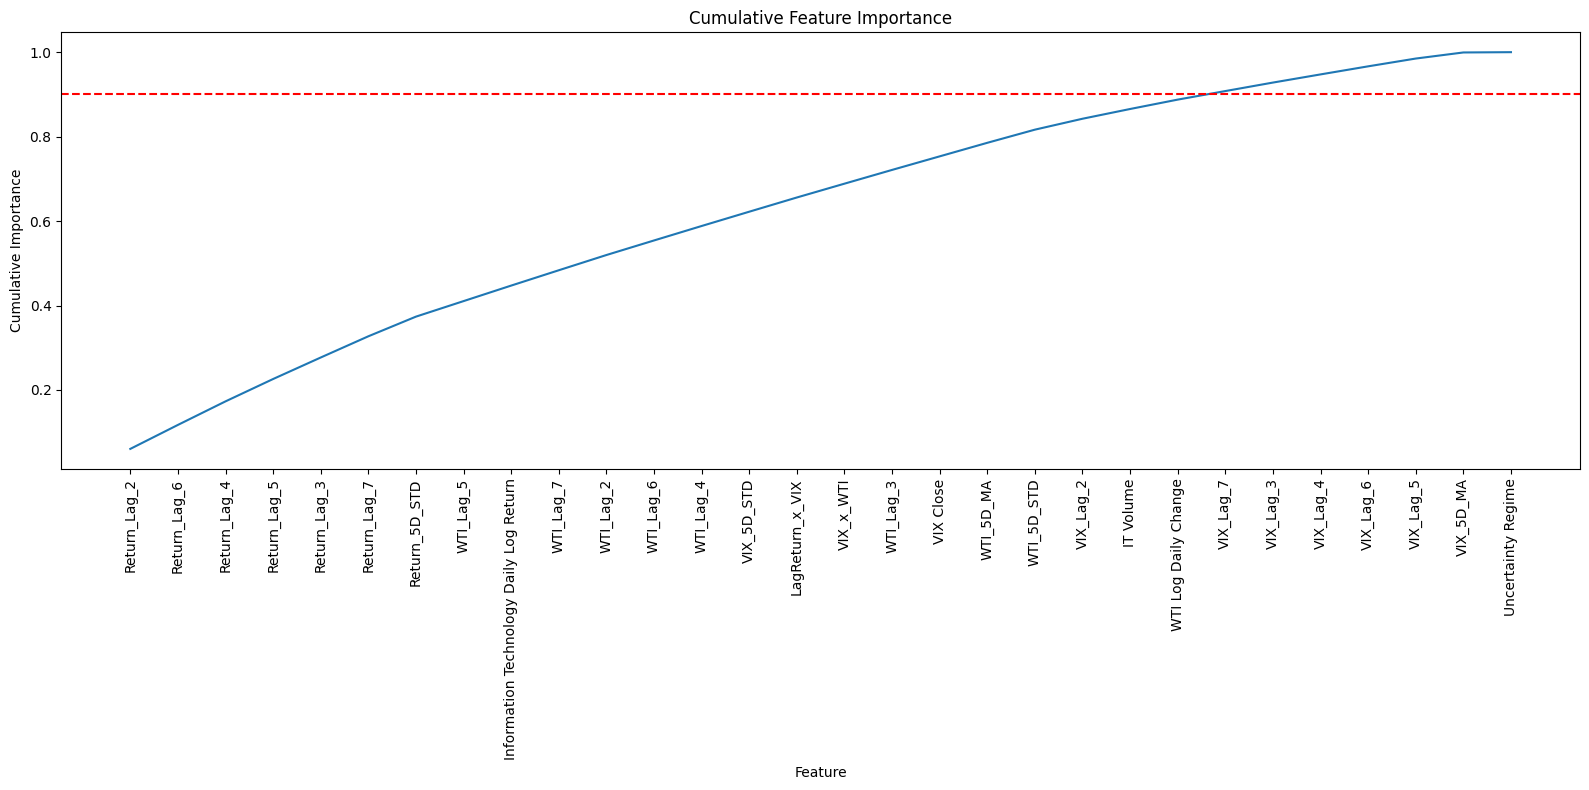 Cumulative Feature Importance
Cumulative Importance
1.0
0.8
0.6
0.4
0.2
Return_Lag_2
Return_Lag_6
Return_Lag_4
Return_Lag_5
Return_Lag_3
Return_Lag_7
Return_5D_STD
WTI_Lag_5
Information Technology Daily Log Return
WTI_Lag_7
WTI_Lag_2
WTI_Lag_6
WTI_Lag_4
VIX_5D_STD
LagReturn_x_VIX
VIX_x_WTI
WTI_Lag_3
VIX Close
WTI_5D_MA
WTI_5D_STD
VIX_Lag_2
IT Volume
WTI Log Daily Change
VIX_Lag_7
VIX_Lag_3
VIX_Lag_4
VIX_Lag_6
VIX_Lag_5
VIX_5D_MA
Uncertainty Regime
Feature